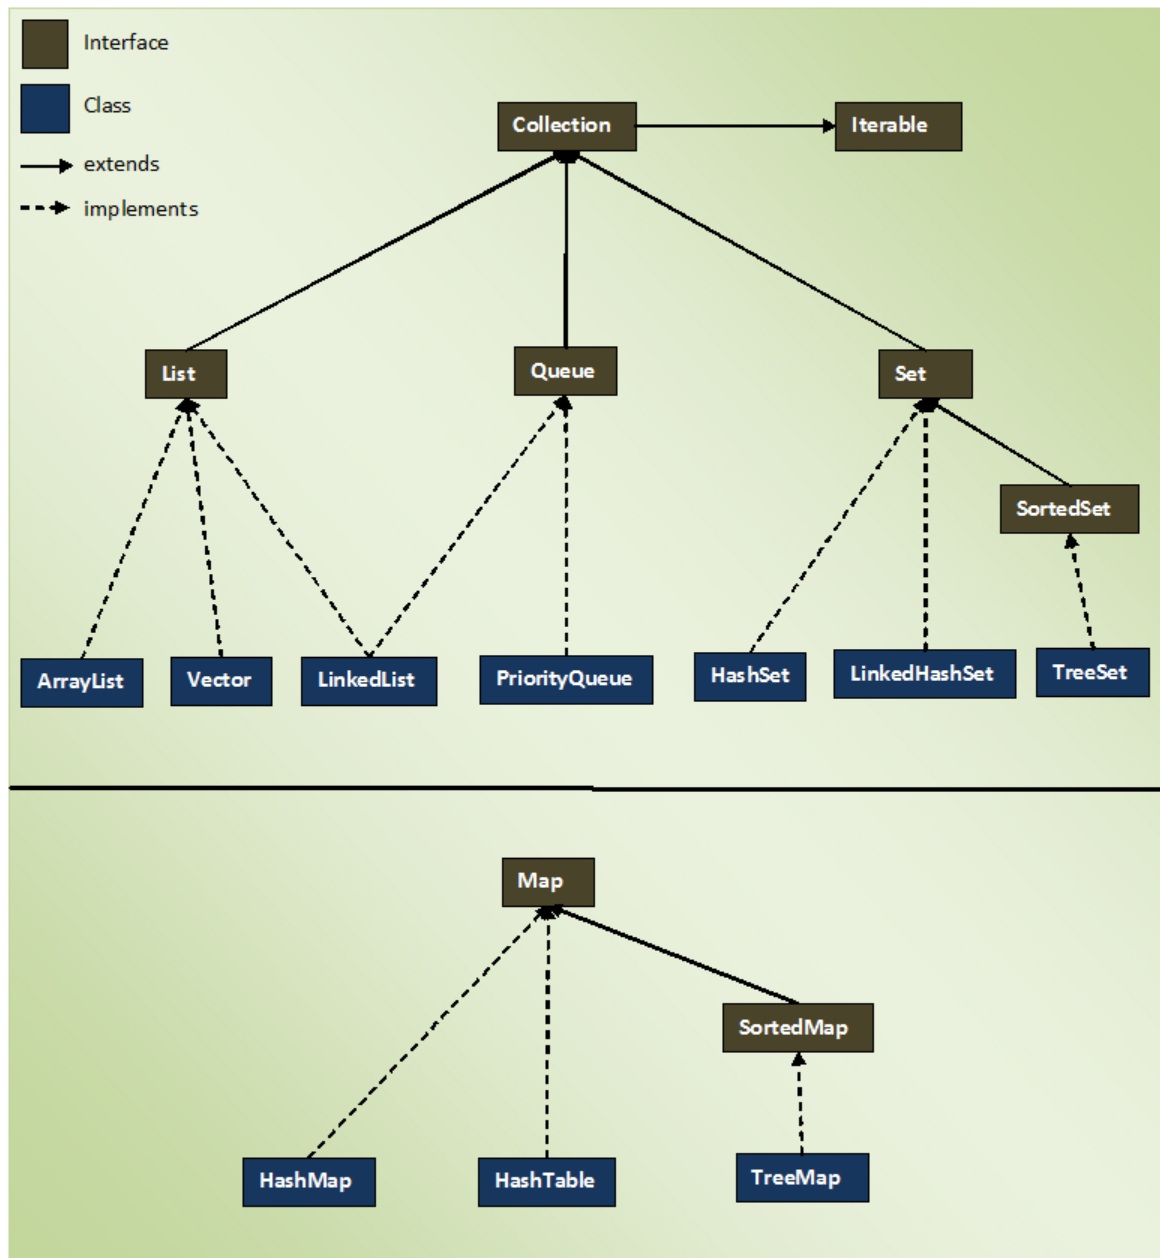 Interface
Class
extends
implements
Collection
Iterable
List
Queue
Set
SortedSet
ArrayList
Vector
LinkedList
PriorityQueue
HashSet
LinkedHashSet
TreeSet
Map
SortedMap
HashMap
HashTable
TreeMap